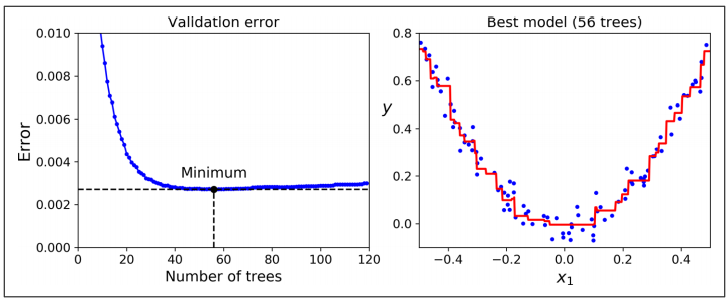 Validation error
0.010
0.008
0.006
0.004
0.002
0.000
Error
Minimum
0 20 40 60 80 100 120
Number of trees
Best model (56 trees)
0.8
0.6
0.4
0.2
0.0
y
−0.4 −0.2 0.0 0.2 0.4
x₁